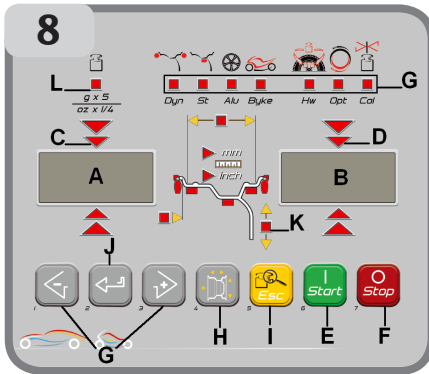 8
L
g x 5
oz x 1/4
Dyn St Alu Byke Hw Opt Cal
G
C
D
A
mm
inch
B
K
J
- + Esc Start Stop
1 2 3 4 5 6 7
G
H
I
E
F